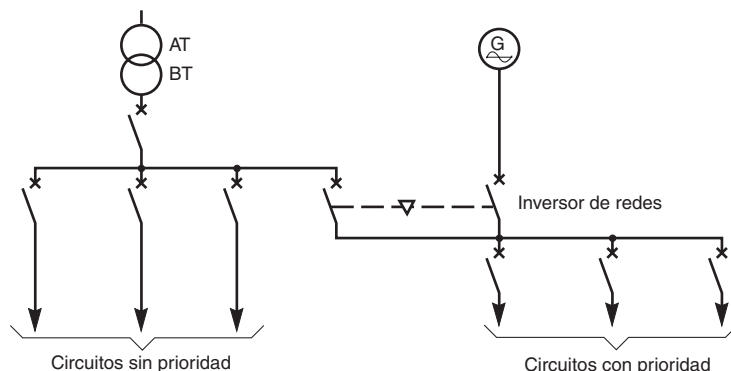 AT
BT
G
Inversor de redes
Circuitos sin prioridad
Circuitos con prioridad